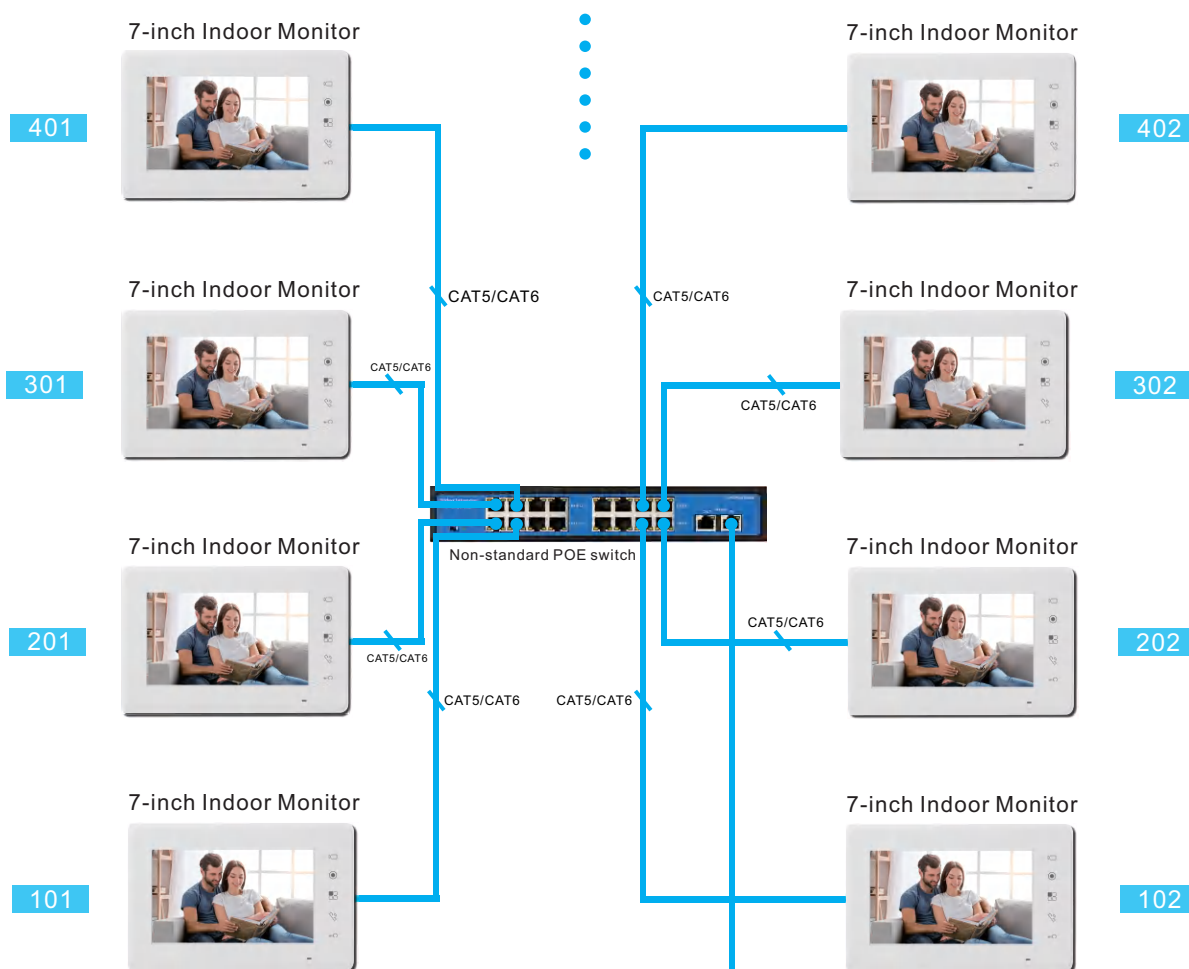 7-inch Indoor Monitor
7-inch Indoor Monitor
401
402
CAT5/CAT6
CAT5/CAT6
7-inch Indoor Monitor
7-inch Indoor Monitor
CAT5/CAT6
301
302
CAT5/CAT6
Non-standard POE switch
7-inch Indoor Monitor
7-inch Indoor Monitor
CAT5/CAT6
201
202
CAT5/CAT6
CAT5/CAT6
CAT5/CAT6
7-inch Indoor Monitor
7-inch Indoor Monitor
101
102